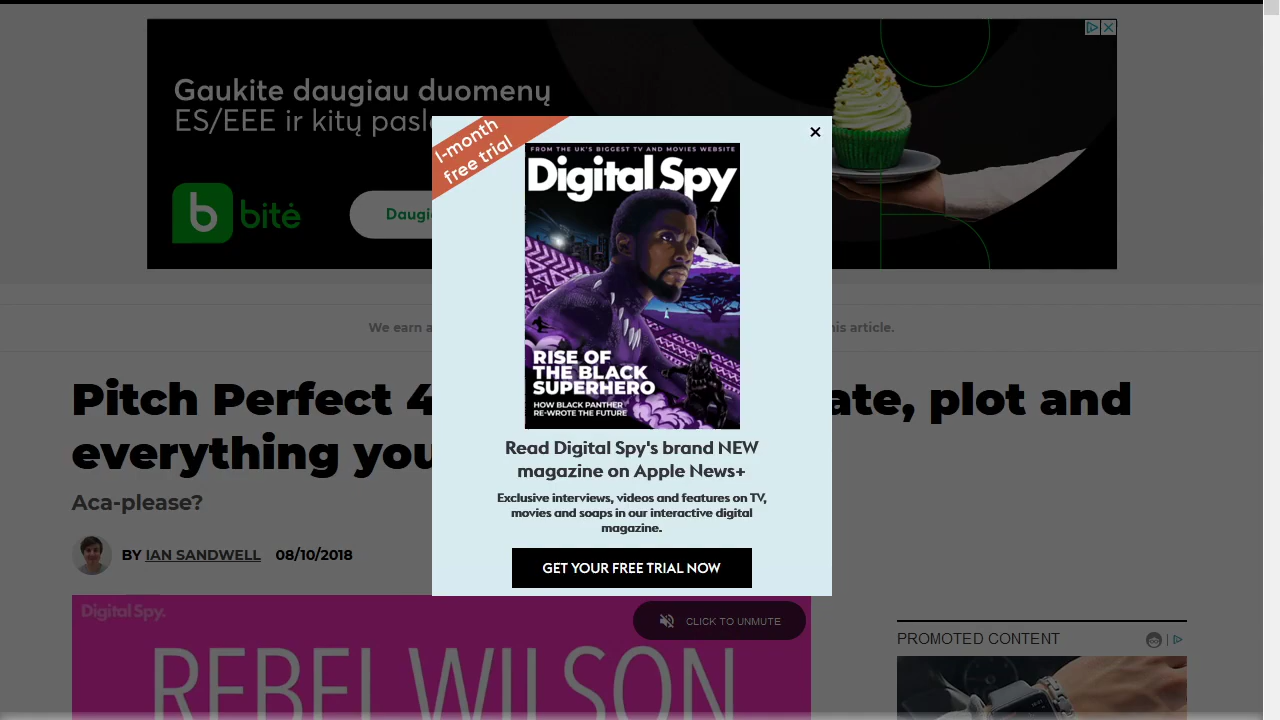 Gaukite daugiau duomenų
ES/EEE ir kitų
bitė
1-month
free trial
FROM THE UK'S BIGGEST TV AND MOVIES WEBSITE
Digital Spy
RISE OF
THE BLACK
SUPERHERO
HOW BLACK PANTHER
RE-WROTE THE FUTURE
Read Digital Spy's brand NEW
magazine on Apple News+
Exclusive interviews, videos and features on TV,
movies and soaps in our interactive digital
magazine.
GET YOUR FREE TRIAL NOW
We earn a
his article.
Pitch Perfect 4 ate, plot and
everything you
Aca-please?
BY IAN SANDWELL 08/10/2018
Digital Spy.
CLICK TO UNMUTE
REBEL WILSON
PROMOTED CONTENT